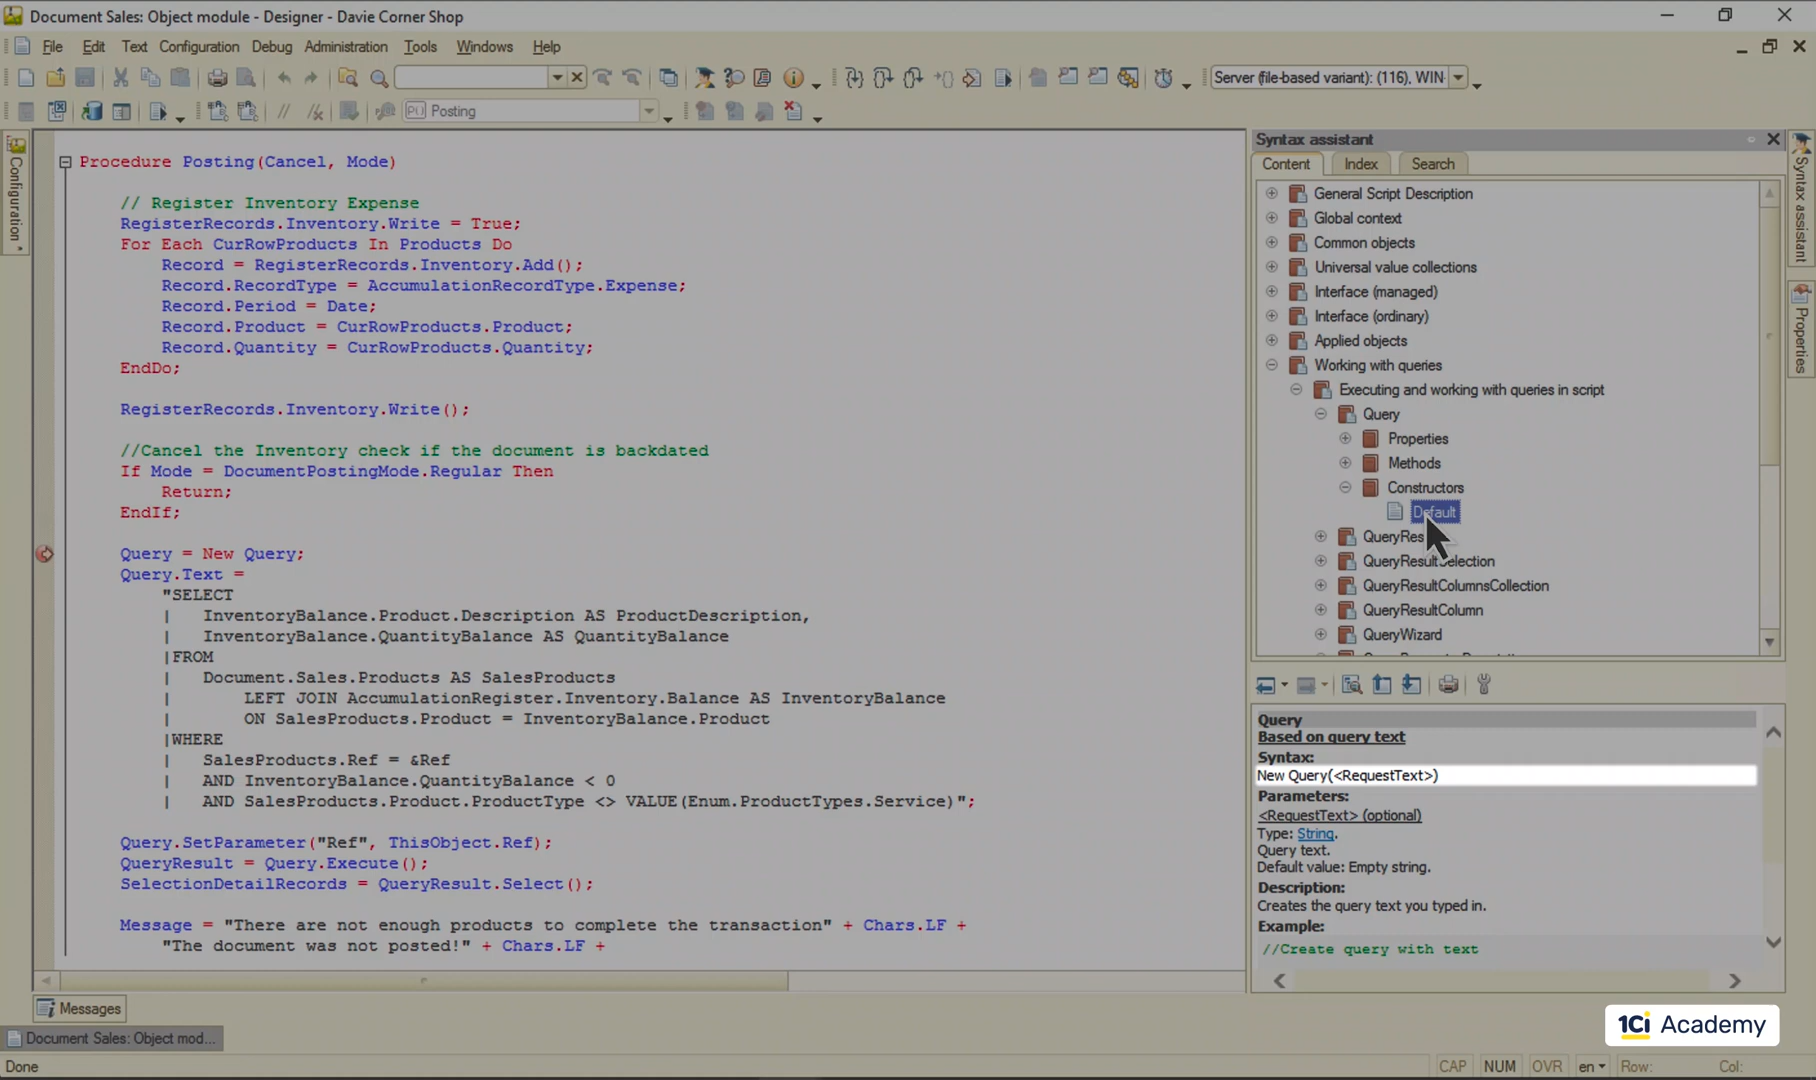 Document Sales: Object module - Designer - Davie Corner Shop
File Edit Text Configuration Debug Administration Tools Windows Help
Server (file-based variant): (116), WIN
P() Posting
Configuration *
Procedure Posting(Cancel, Mode)
// Register Inventory Expense
RegisterRecords.Inventory.Write = True;
For Each CurRowProducts In Products Do
Record = RegisterRecords.Inventory.Add();
Record.RecordType = AccumulationRecordType.Expense;
Record.Period = Date;
Record.Product = CurRowProducts.Product;
Record.Quantity = CurRowProducts.Quantity;
EndDo;
RegisterRecords.Inventory.Write();
//Cancel the Inventory check if the document is backdated
If Mode = DocumentPostingMode.Regular Then
Return;
EndIf;
Query = New Query;
Query.Text =
"SELECT
| InventoryBalance.Product.Description AS ProductDescription,
| InventoryBalance.QuantityBalance AS QuantityBalance
|FROM
| Document.Sales.Products AS SalesProducts
| LEFT JOIN AccumulationRegister.Inventory.Balance AS InventoryBalance
| ON SalesProducts.Product = InventoryBalance.Product
|WHERE
| SalesProducts.Ref = &Ref
| AND InventoryBalance.QuantityBalance < 0
| AND SalesProducts.Product.ProductType <> VALUE(Enum.ProductTypes.Service)";
Query.SetParameter("Ref", ThisObject.Ref);
QueryResult = Query.Execute();
SelectionDetailRecords = QueryResult.Select();
Message = "There are not enough products to complete the transaction" + Chars.LF +
"The document was not posted!" + Chars.LF +
Syntax assistant
Content Index Search
General Script Description
Global context
Common objects
Universal value collections
Interface (managed)
Interface (ordinary)
Applied objects
Working with queries
Executing and working with queries in script
Query
Properties
Methods
Constructors
Default
QueryRes
QueryResultSelection
QueryResultColumnsCollection
QueryResultColumn
QueryWizard
Query
Based on query text
Syntax:
New Query(<RequestText>)
Parameters:
<RequestText> (optional)
Type: String.
Query text.
Default value: Empty string.
Description:
Creates the query text you typed in.
Example:
//Create query with text
Syntax assistant
Properties
Messages
Document Sales: Object mod...
1Ci Academy
Done
CAP NUM OVR en Row: Col: